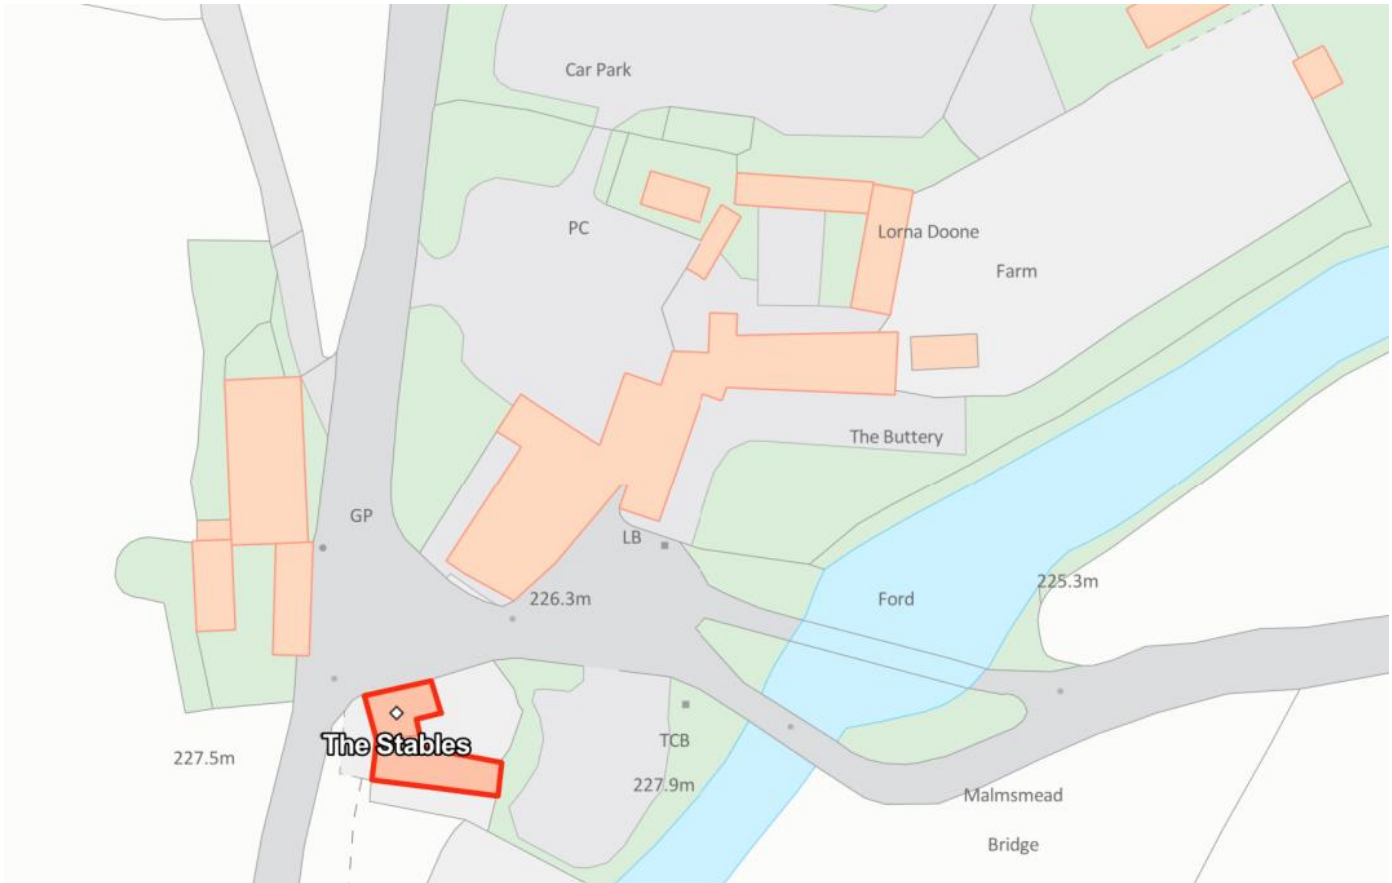 Car Park
PC
Lorna Doone
Farm
The Buttery
GP
LB
226.3m
Ford
225.3m
The Stables
227.5m
TCB
227.9m
Malmsmead
Bridge